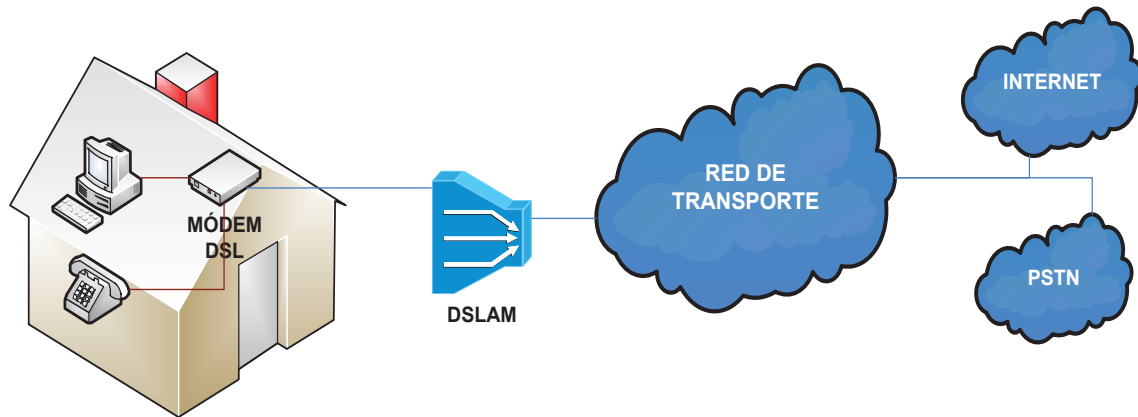 MÓDEM
DSL
DSLAM
RED DE
TRANSPORTE
INTERNET
PSTN